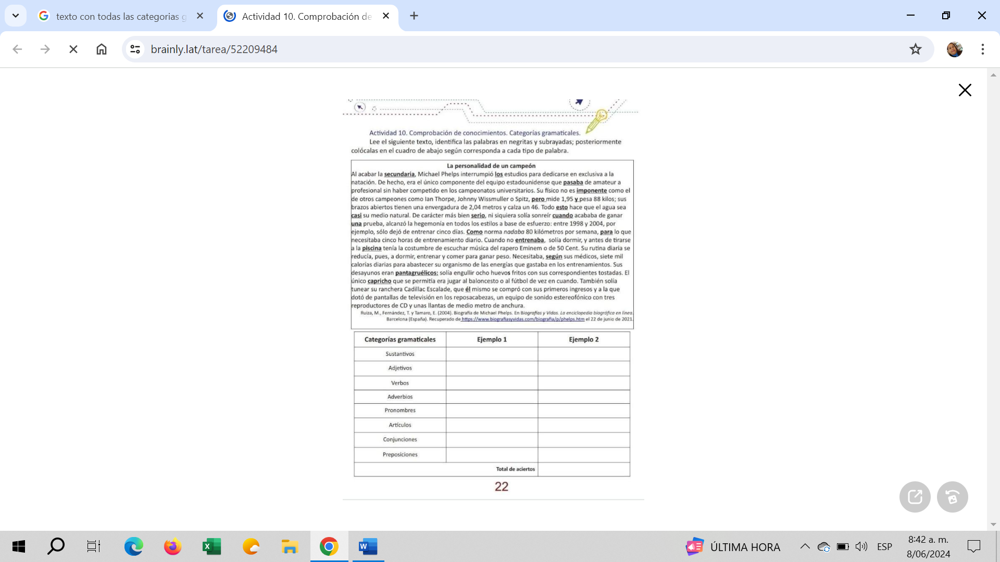 texto con todas las categorias g
Actividad 10. Comprobación de
brainly.lat/tarea/52209484
Actividad 10. Comprobación de conocimientos. Categorías gramaticales.
Lee el siguiente texto, identifica las palabras en negritas y subrayadas; posteriormente
colócalas en el cuadro de abajo según corresponda a cada tipo de palabra.
La personalidad de un campeón
Al acabar la secundaria, Michael Phelps interrumpió los estudios para dedicarse en exclusiva a la
natación. De hecho, era el único componente del equipo estadounidense que pasaba de amateur a
profesional sin haber competido en los campeonatos universitarios. Su físico no es imponente como el
de otros campeones como Ian Thorpe, Johnny Wissmuller o Spitz, pero mide 1,95 y pesa 88 kilos; sus
brazos abiertos tienen una envergadura de 2,04 metros y calza un 46. Todo esto hace que el agua sea
casi su medio natural. De carácter más bien serio, ni siquiera solía sonreír cuando acababa de ganar
una prueba, alcanzó la hegemonía en todos los estilos a base de esfuerzo: entre 1998 y 2004, por
ejemplo, sólo dejó de entrenar cinco días. Como norma nadaba 80 kilómetros por semana, para lo que
necesitaba cinco horas de entrenamiento diario. Cuando no entrenaba, solía dormir, y antes de tirarse
a la piscina tenía la costumbre de escuchar música del rapero Eminem o de 50 Cent. Su rutina diaria se
reducía, pues, a dormir, entrenar y comer para ganar peso. Necesitaba, según sus médicos, siete mil
calorías diarias para abastecer su organismo de las energías que gastaba en los entrenamientos. Sus
desayunos eran pantagruélicos: solía engullir ocho huevos fritos con sus correspondientes tostadas. El
único capricho que se permitía era jugar al baloncesto o al fútbol de vez en cuando. También solía
tunear su ranchera Cadillac Escalade, que él mismo se compró con sus primeros ingresos y a la que
dotó de pantallas de televisión en los reposacabezas, un equipo de sonido estereofónico con tres
reproductores de CD y unas llantas de medio metro de anchura.
Ruiza, M., Fernández, T. y Tamaro, E. (2004). Biografía de Michael Phelps. En Biografías y Vidas. La enciclopedia biográfica en línea.
Barcelona (España). Recuperado de https://www.biografiasyvidas.com/biografia/p/phelps.htm el 22 de junio de 2021.
Categorías gramaticales Ejemplo 1 Ejemplo 2
Sustantivos
Adjetivos
Verbos
Adverbios
Pronombres
Artículos
Conjunciones
Preposiciones
Total de aciertos
22
ÚLTIMA HORA
ESP
8:42 a. m.
8/06/2024